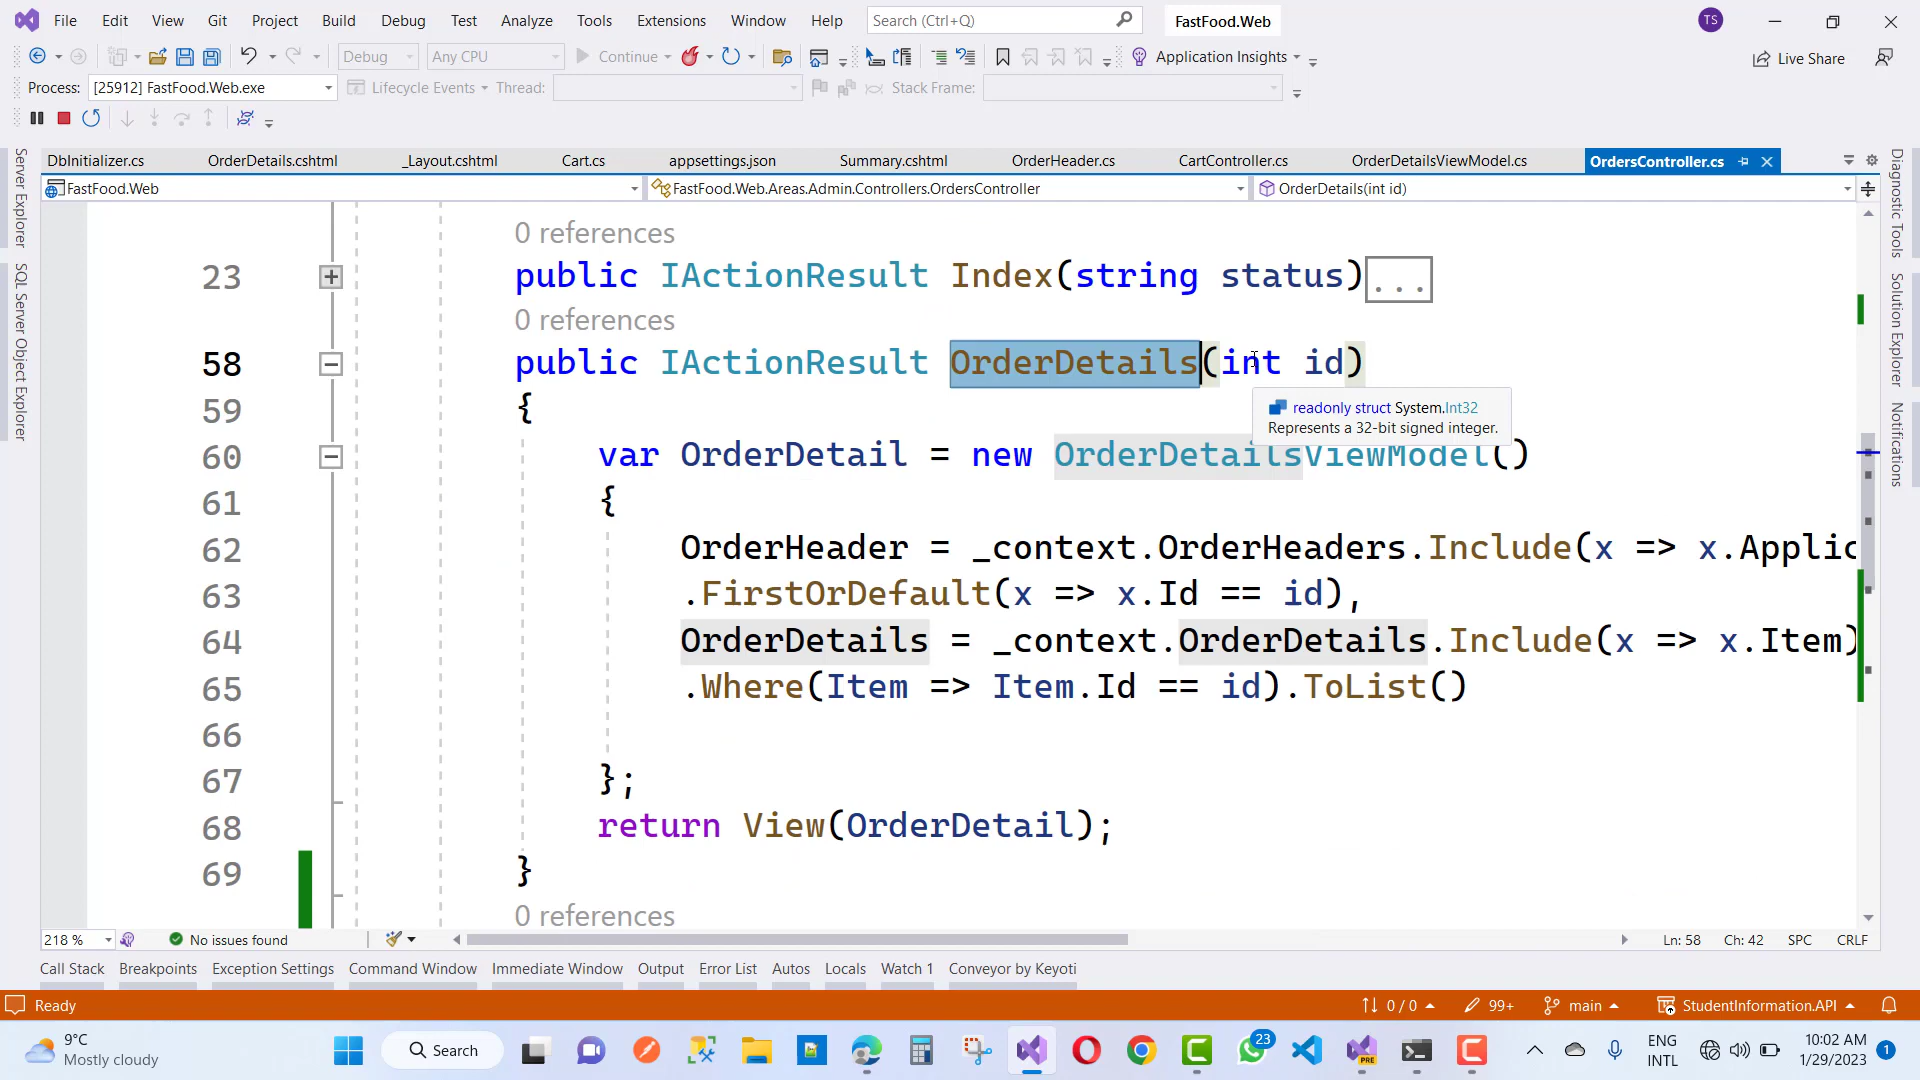 File Edit View Git Project Build Debug Test Analyze Tools Extensions Window Help Search (Ctrl+Q) FastFood.Web TS
Debug Any CPU Continue Application Insights Live Share
Process: [25912] FastFood.Web.exe Lifecycle Events Thread: Stack Frame:
DbInitializer.cs OrderDetails.cshtml _Layout.cshtml Cart.cs appsettings.json Summary.cshtml OrderHeader.cs CartController.cs OrderDetailsViewModel.cs OrdersController.cs
FastFood.Web FastFood.Web.Areas.Admin.Controllers.OrdersController OrderDetails(int id)
Server Explorer
SQL Server Object Explorer
0 references
23 public IActionResult Index(string status)...
0 references
58 public IActionResult OrderDetails(int id)
59 {
readonly struct System.Int32
Represents a 32-bit signed integer.
60 var OrderDetail = new OrderDetailsViewModel()
61 {
62 OrderHeader = _context.OrderHeaders.Include(x => x.Applic
63 .FirstOrDefault(x => x.Id == id),
64 OrderDetails = _context.OrderDetails.Include(x => x.Item)
65 .Where(Item => Item.Id == id).ToList()
66
67 };
68 return View(OrderDetail);
69 }
0 references
Diagnostic Tools
Solution Explorer
Notifications
218 % No issues found Ln: 58 Ch: 42 SPC CRLF
Call Stack Breakpoints Exception Settings Command Window Immediate Window Output Error List Autos Locals Watch 1 Conveyor by Keyoti
Ready 0 / 0 99+ main StudentInformation.API
9°C
Mostly cloudy
Search
PRE
23
ENG
INTL
10:02 AM
1/29/2023
1